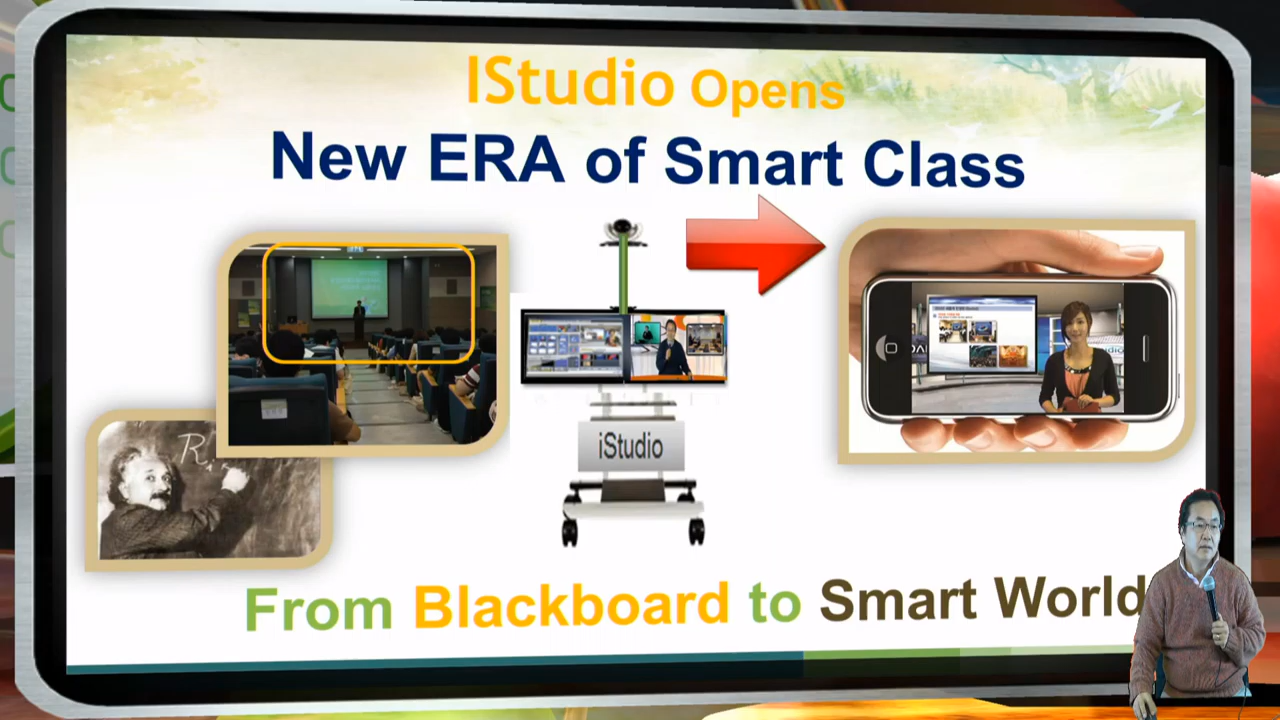 IStudio Opens
New ERA of Smart Class
R
iStudio
From Blackboard to Smart World